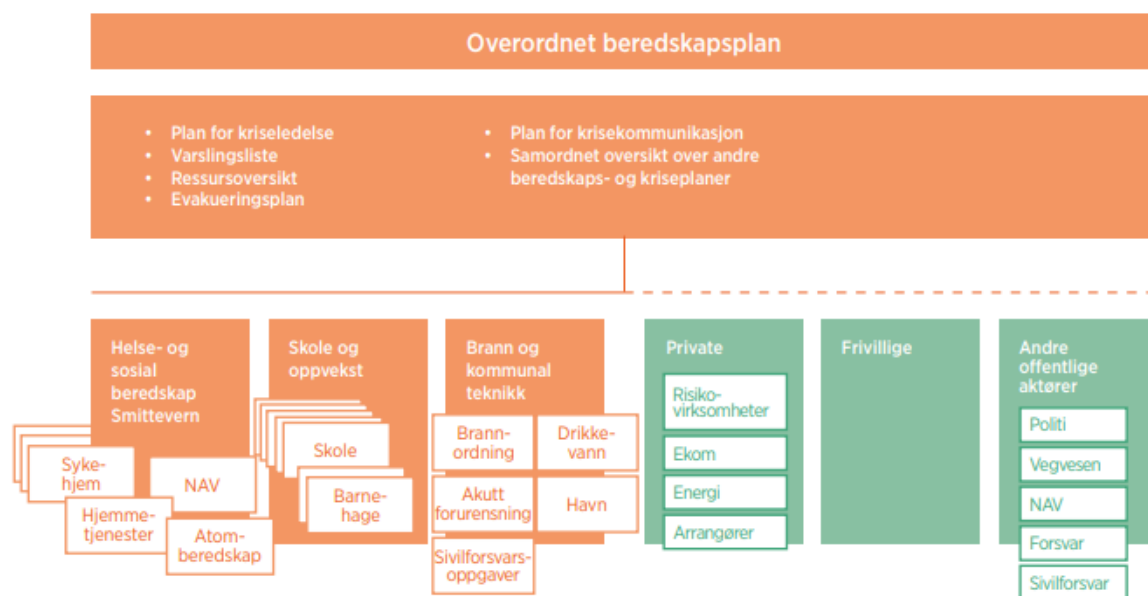 Overordnet beredskapsplan
• Plan for kriseledelse
• Varslingsliste
• Ressursoversikt
• Evakueringsplan
• Plan for krisekommunikasjon
• Samordnet oversikt over andre
beredskaps- og kriseplaner
Helse- og
sosial
beredskap
Smittevern
Syke-
hjem
NAV
Hjemme-
tjenester
Atom-
beredskap
Skole og
oppvekst
Skole
Barne-
hage
Brann og
kommunal
teknikk
Brann-
ordning
Drikke-
vann
Akutt
forurensning
Havn
Sivilforsvars-
oppgaver
Private
Risiko-
virksomheter
Ekom
Energi
Arrangører
Frivillige
Andre
offentlige
aktører
Politi
Vegvesen
NAV
Forsvar
Sivilforsvar